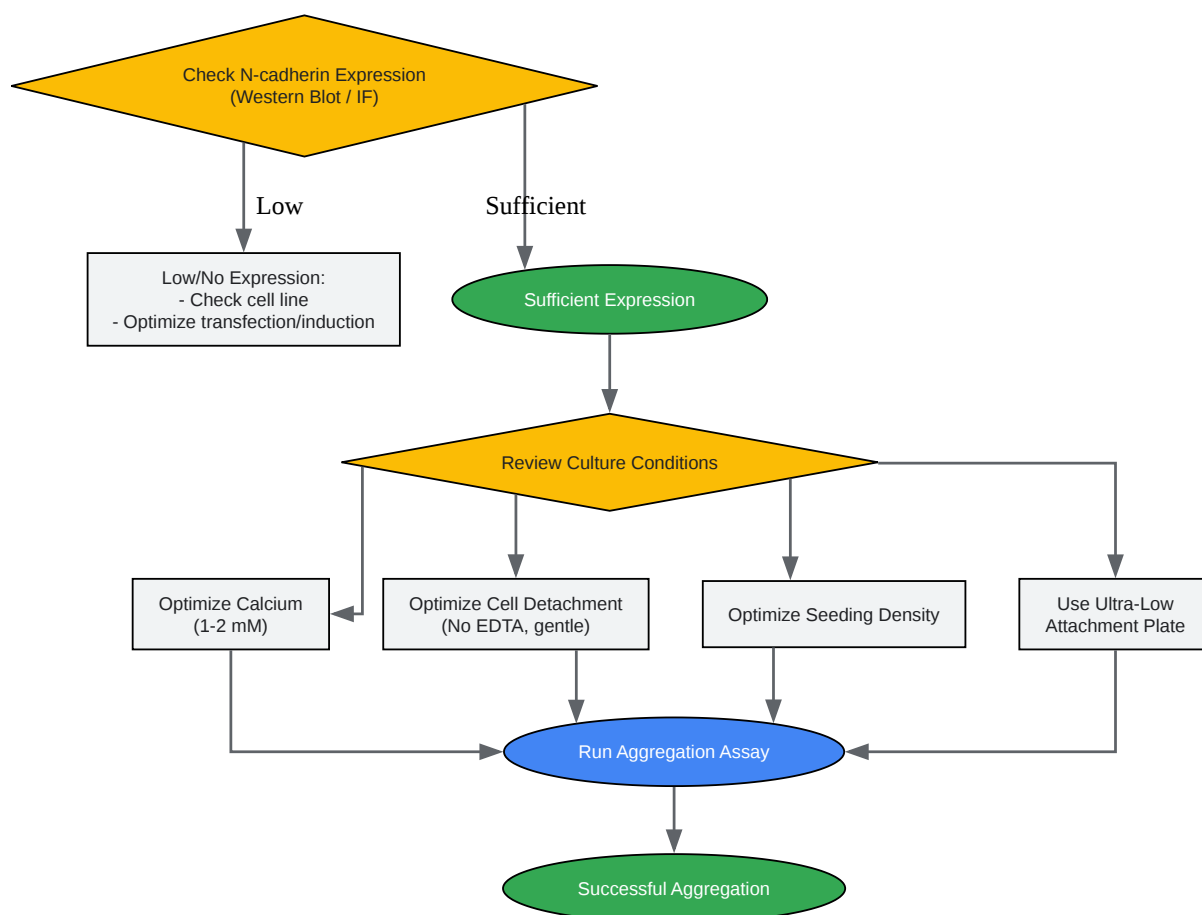 Check N-cadherin Expression
(Western Blot / IF)
Low
Sufficient
Low/No Expression:
- Check cell line
- Optimize transfection/induction
Sufficient Expression
Review Culture Conditions
Optimize Calcium
(1-2 mM)
Optimize Cell Detachment
(No EDTA, gentle)
Optimize Seeding Density
Use Ultra-Low
Attachment Plate
Run Aggregation Assay
Successful Aggregation